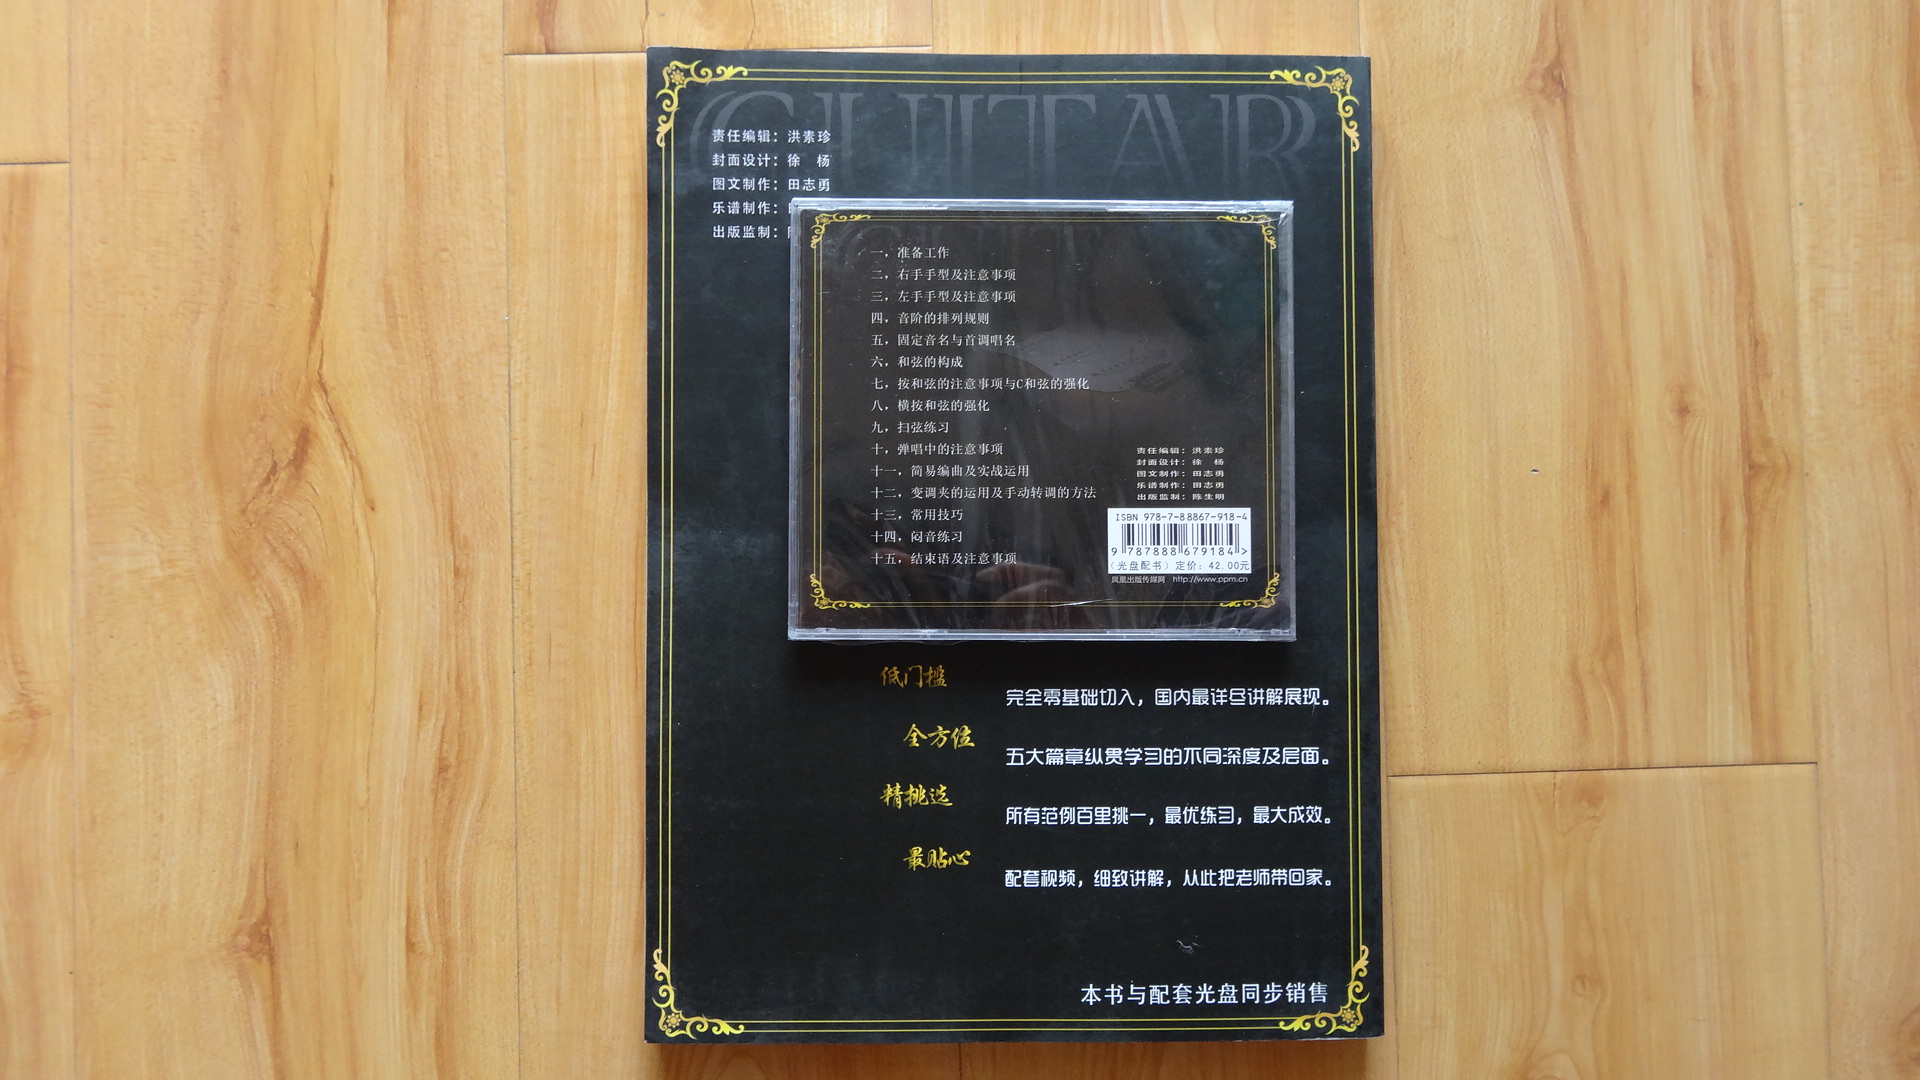 GUITAR
责任编辑：洪素珍
封面设计：徐　杨
图文制作：田志勇
乐谱制作：
出版监制：
一，准备工作
二，右手手型及注意事项
三，左手手型及注意事项
四，音阶的排列规则
五，固定音名与首调唱名
六，和弦的构成
七，按和弦的注意事项与C和弦的强化
八，横按和弦的强化
九，扫弦练习
十，弹唱中的注意事项
十一，简易编曲及实战运用
十二，变调夹的运用及手动转调的方法
十三，常用技巧
十四，闷音练习
十五，结束语及注意事项
责任编辑：洪素珍
封面设计：徐　杨
图文制作：田志勇
乐谱制作：田志勇
出版监制：陈生明
ISBN 978-7-88867-918-4
9 787888 679184 >
（光盘配书）定价：42.00元
凤凰出版传媒网 http://www.ppm.cn
低门槛
完全零基础切入，国内最详尽讲解展现。
全方位
五大篇章纵贯学习的不同深度及层面。
精挑选
所有范例百里挑一，最优练习，最大成效。
最贴心
配套视频，细致讲解，从此把老师带回家。
本书与配套光盘同步销售